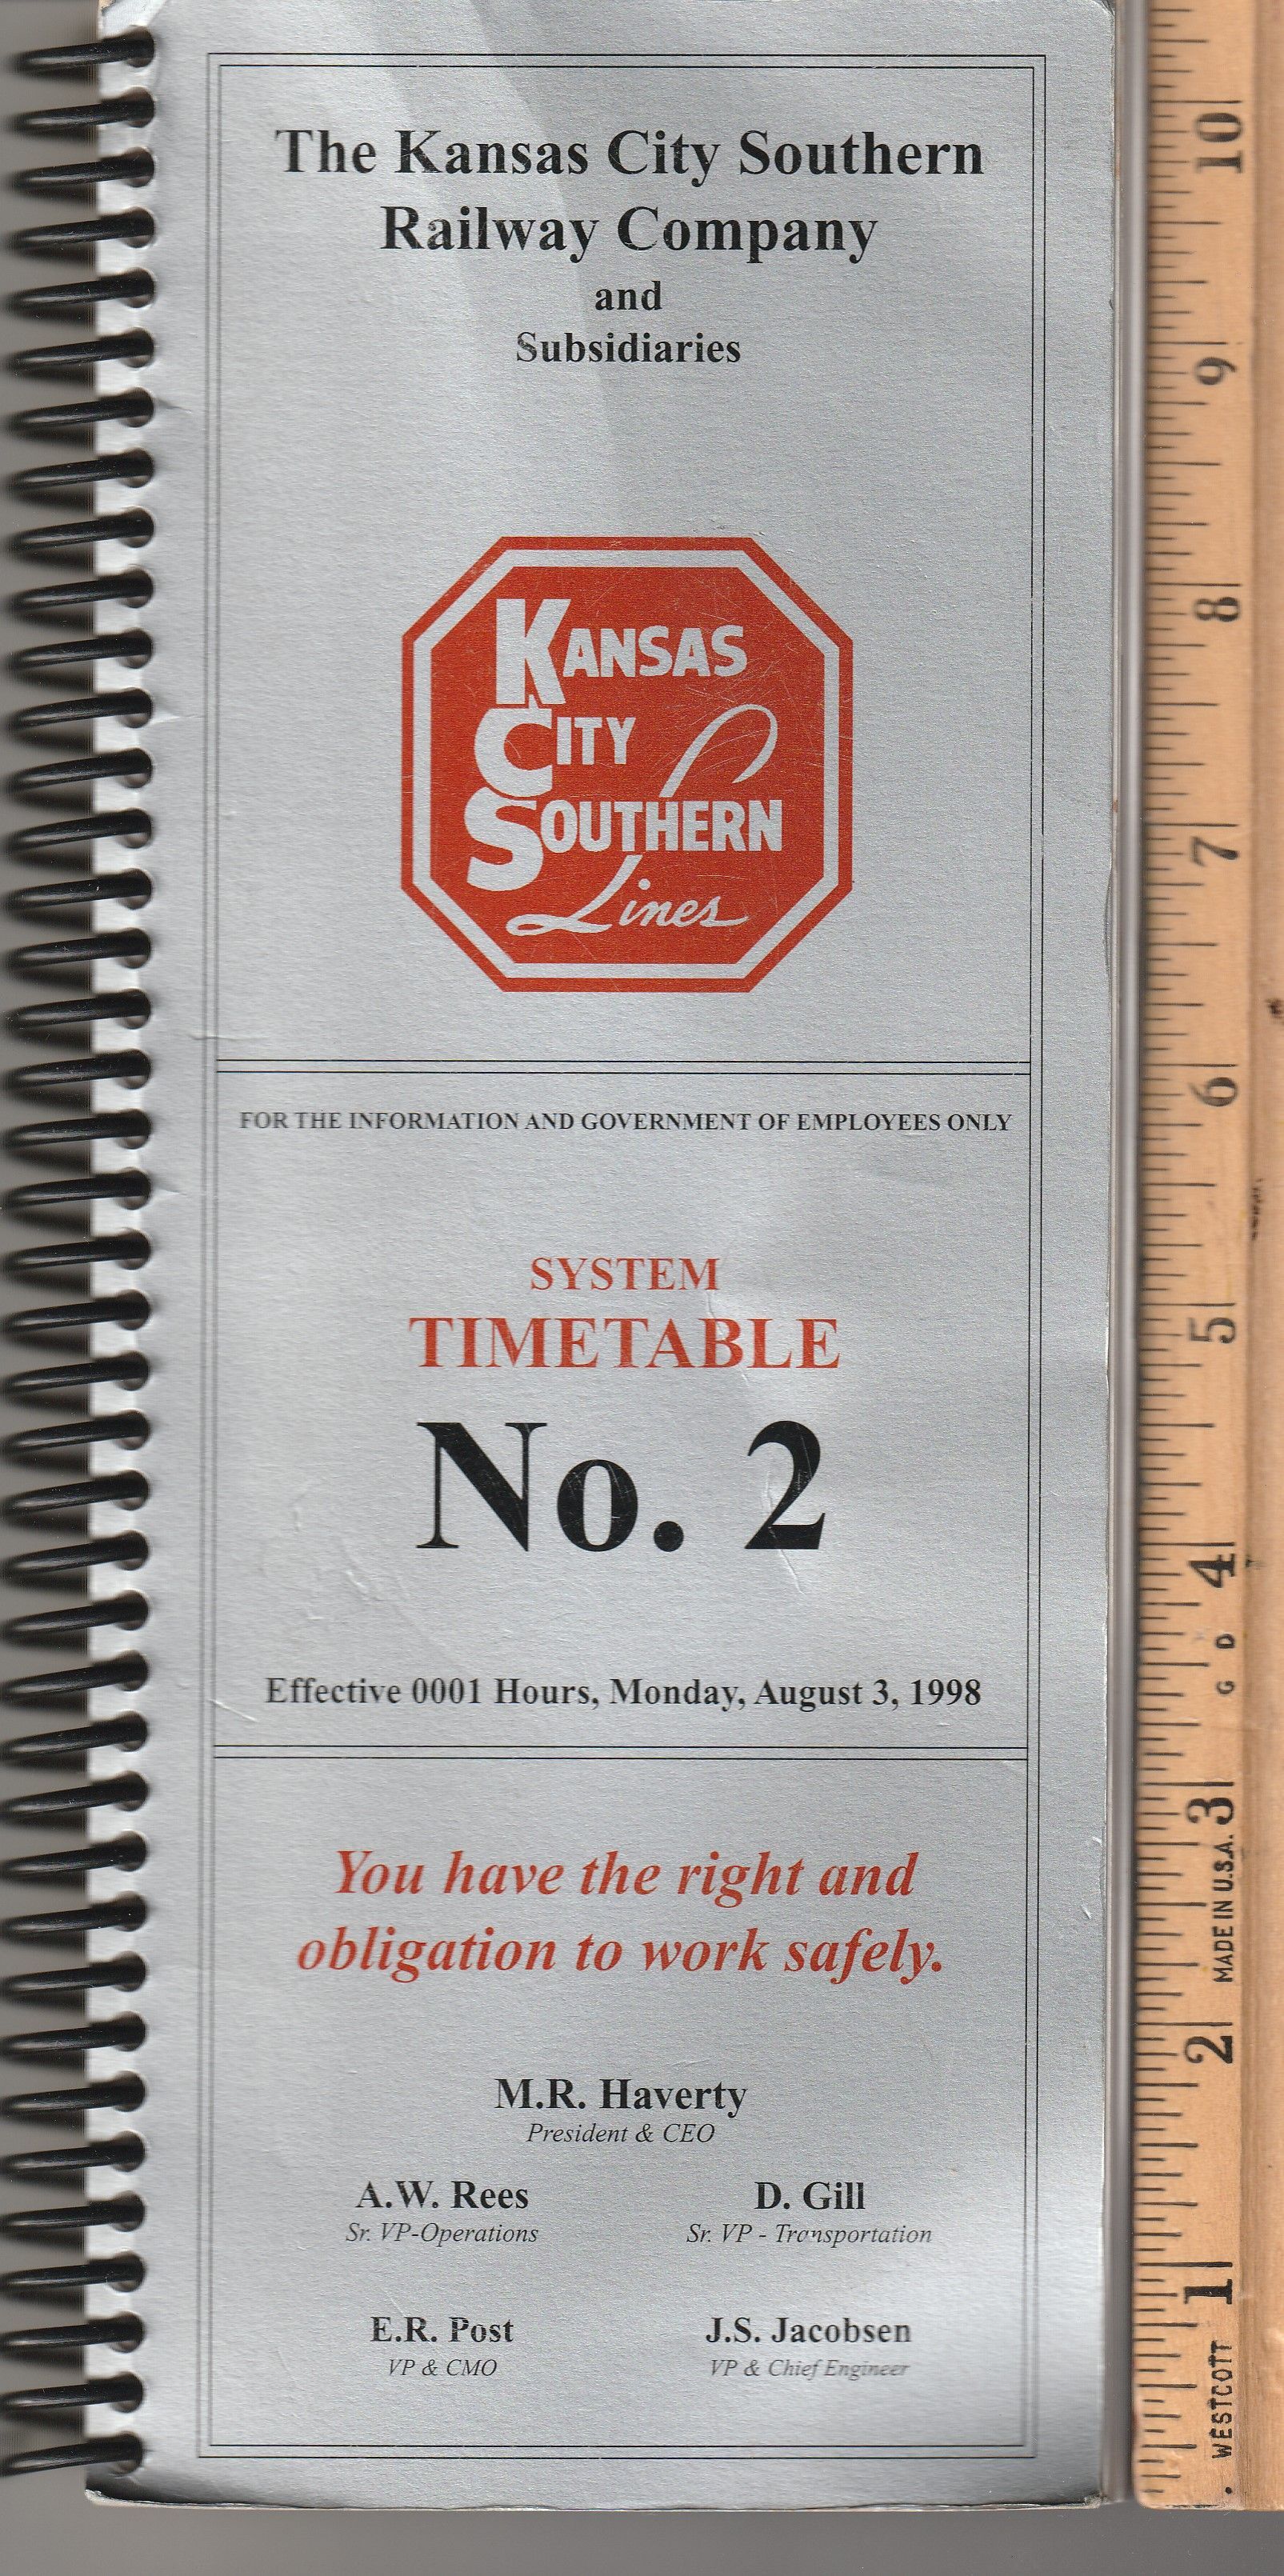 The Kansas City Southern
Railway Company
and
Subsidiaries
KANSAS
CITY
SOUTHERN
Lines
FOR THE INFORMATION AND GOVERNMENT OF EMPLOYEES ONLY
SYSTEM
TIMETABLE
No. 2
Effective 0001 Hours, Monday, August 3, 1998
You have the right and
obligation to work safely.
M.R. Haverty
President & CEO
A.W. Rees
Sr. VP-Operations
D. Gill
Sr. VP - Transportation
E.R. Post
VP & CMO
J.S. Jacobsen
VP & Chief Engineer
WESTCOTT
1
2
MADE IN U.S.A.
3
G D
4
5
6
7
8
9
10